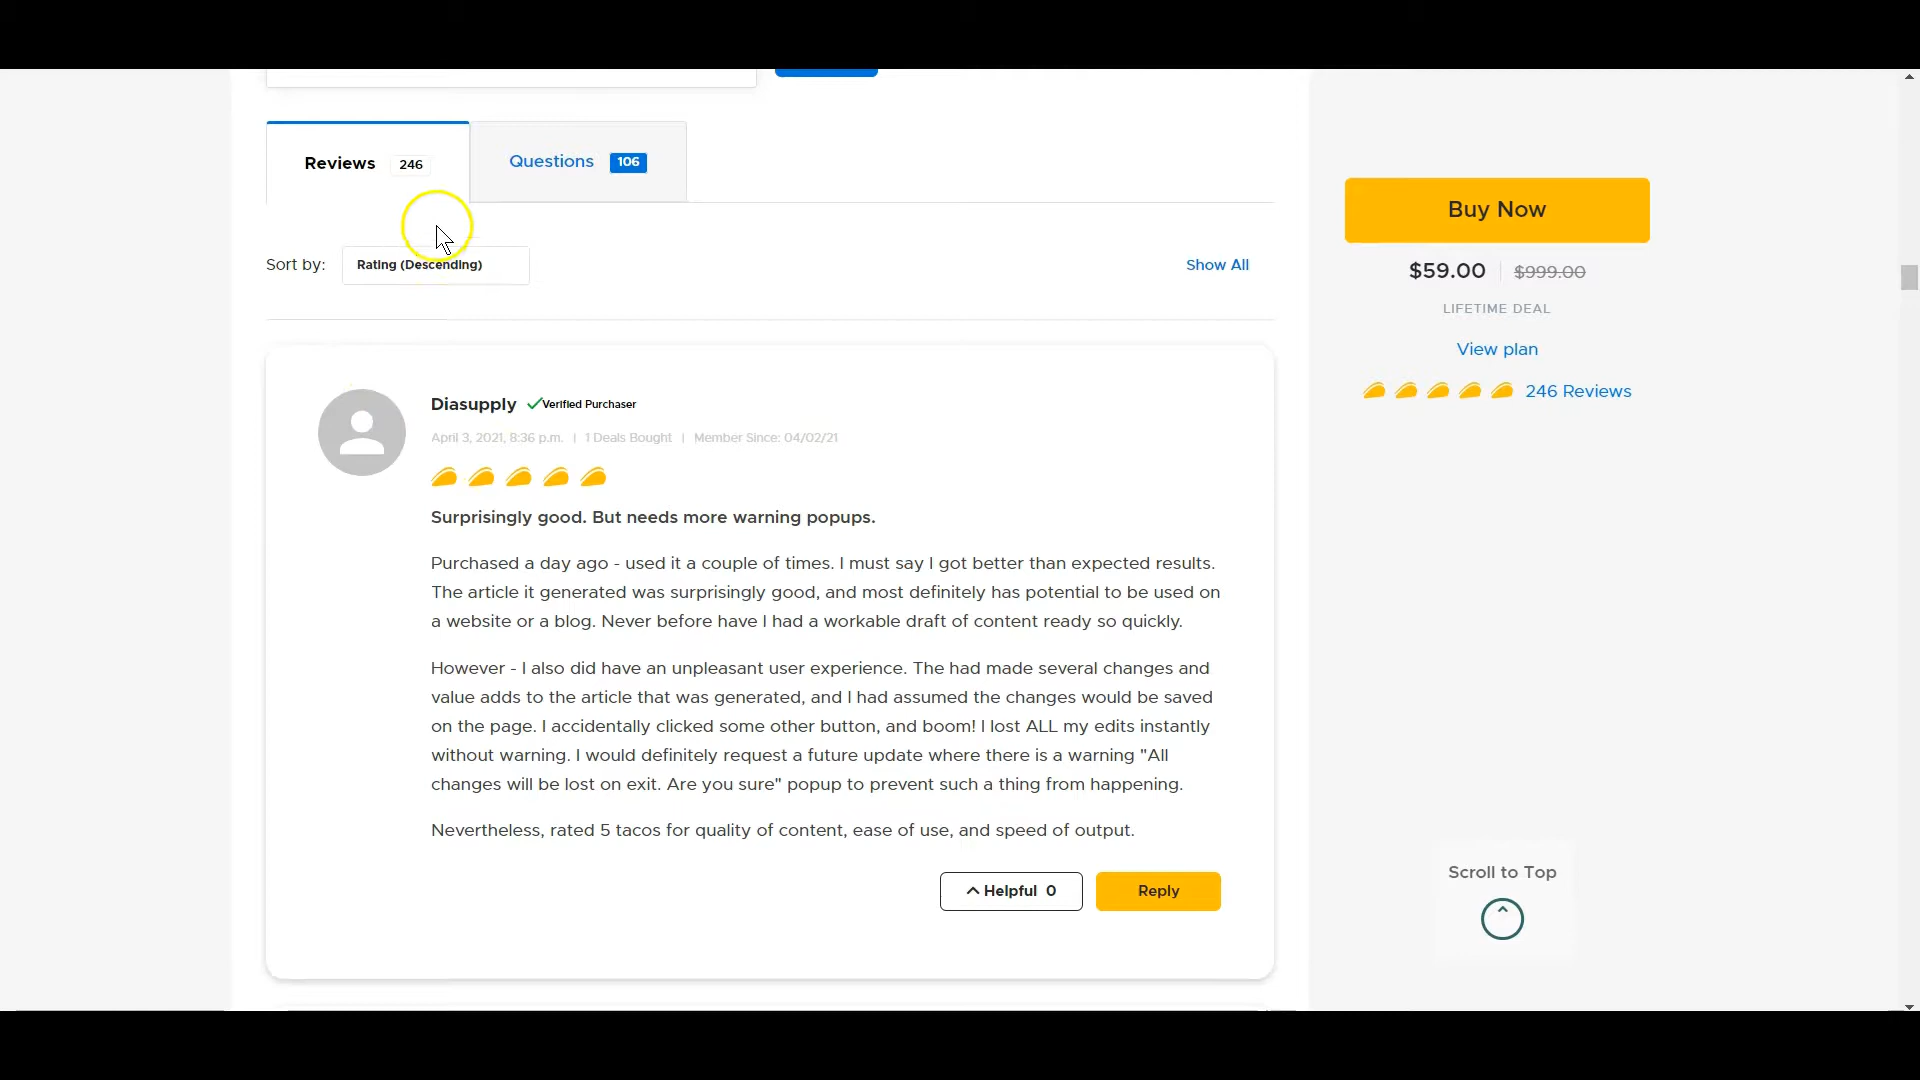 Reviews 246
Questions 106
Sort by: Rating (Descending)
Show All
Buy Now
$59.00 | $999.00
LIFETIME DEAL
View plan
246 Reviews
Diasupply Verified Purchaser
April 3, 2021, 8:36 p.m. | 1 Deals Bought | Member Since: 04/02/21
Surprisingly good. But needs more warning popups.
Purchased a day ago - used it a couple of times. I must say I got better than expected results.
The article it generated was surprisingly good, and most definitely has potential to be used on
a website or a blog. Never before have I had a workable draft of content ready so quickly.
However - I also did have an unpleasant user experience. The had made several changes and
value adds to the article that was generated, and I had assumed the changes would be saved
on the page. I accidentally clicked some other button, and boom! I lost ALL my edits instantly
without warning. I would definitely request a future update where there is a warning "All
changes will be lost on exit. Are you sure" popup to prevent such a thing from happening.
Nevertheless, rated 5 tacos for quality of content, ease of use, and speed of output.
Helpful 0
Reply
Scroll to Top